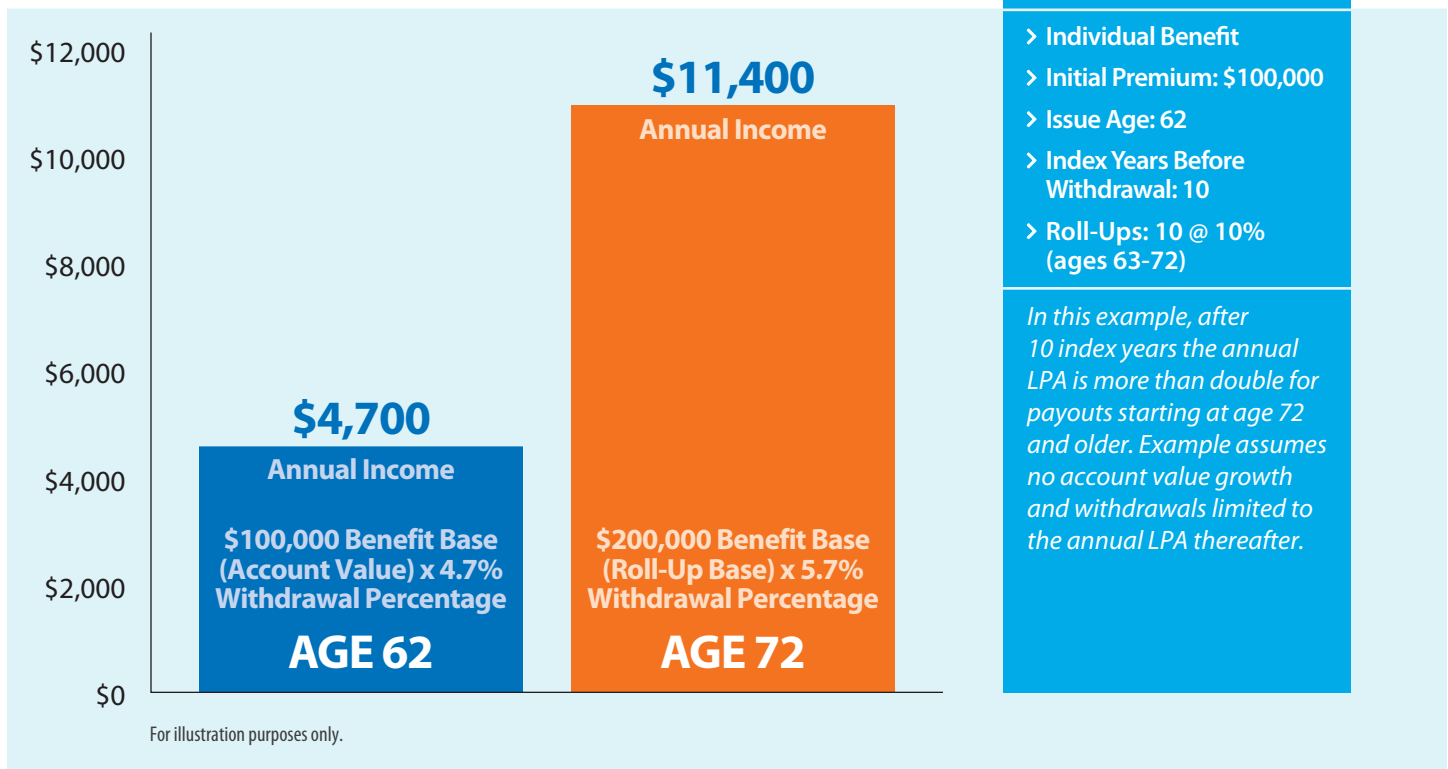 $12,000
$10,000
$8,000
$6,000
$4,000
$2,000
$0
$4,700
Annual Income
$100,000 Benefit Base
(Account Value) x 4.7%
Withdrawal Percentage
AGE 62
$11,400
Annual Income
$200,000 Benefit Base
(Roll-Up Base) x 5.7%
Withdrawal Percentage
AGE 72
For illustration purposes only.
> Individual Benefit
> Initial Premium: $100,000
> Issue Age: 62
> Index Years Before
Withdrawal: 10
> Roll-Ups: 10 @ 10%
(ages 63-72)
In this example, after
10 index years the annual
LPA is more than double for
payouts starting at age 72
and older. Example assumes
no account value growth
and withdrawals limited to
the annual LPA thereafter.